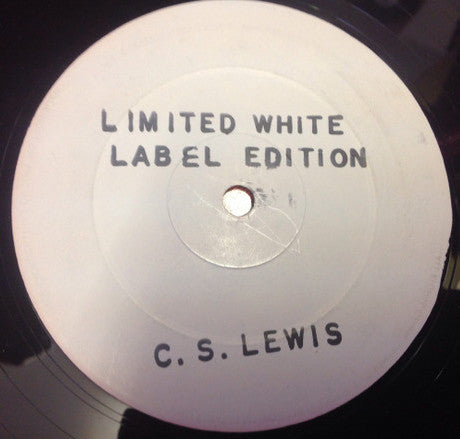 LIMITED WHITE
LABEL EDITION
C. S. LEWIS